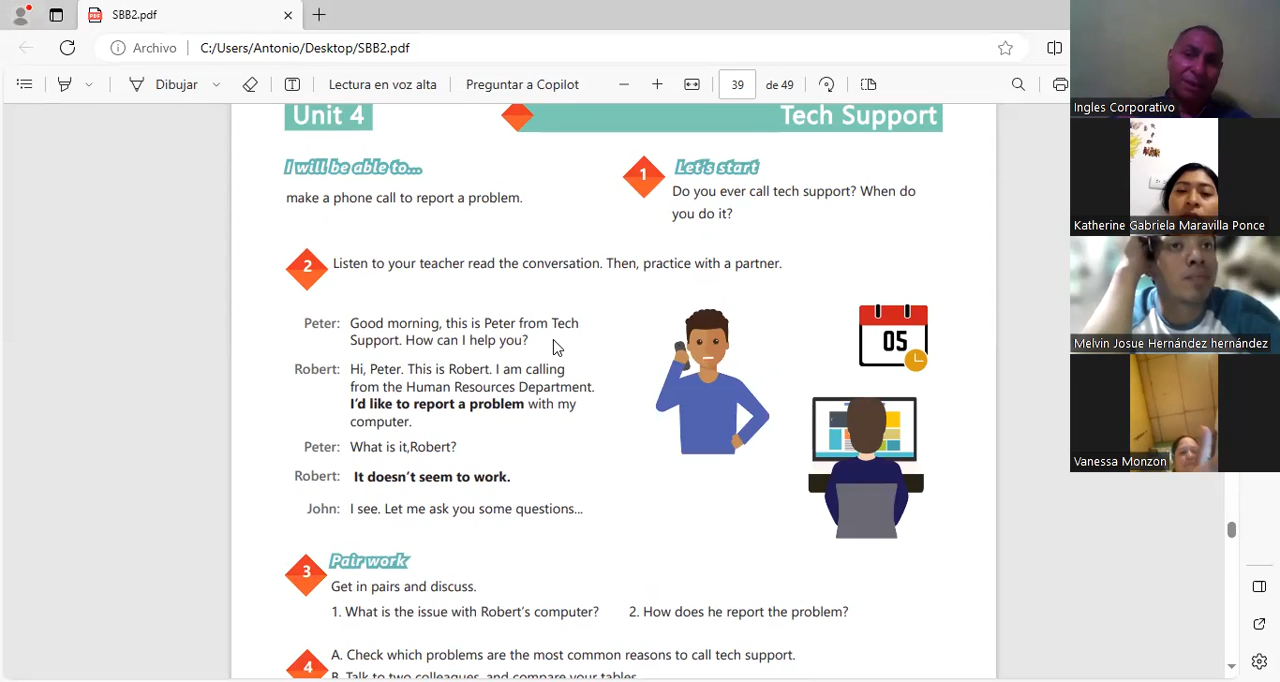 SBB2.pdf
Archivo
C:/Users/Antonio/Desktop/SBB2.pdf
Dibujar
Lectura en voz alta
Preguntar a Copilot
39
de 49
Unit 4
Tech Support
I will be able to...
make a phone call to report a problem.
1
Let's start
Do you ever call tech support? When do
you do it?
2
Listen to your teacher read the conversation. Then, practice with a partner.
Peter: Good morning, this is Peter from Tech
Support. How can I help you?
Robert: Hi, Peter. This is Robert. I am calling
from the Human Resources Department.
I'd like to report a problem with my
computer.
Peter: What is it,Robert?
Robert: It doesn't seem to work.
John: I see. Let me ask you some questions...
05
3
Pair work
Get in pairs and discuss.
1. What is the issue with Robert's computer?
2. How does he report the problem?
4
A. Check which problems are the most common reasons to call tech support.
B. Talk to two colleagues, and compare your tables.
Ingles Corporativo
Katherine Gabriela Maravilla Ponce
Melvin Josue Hernández hernández
Vanessa Monzon